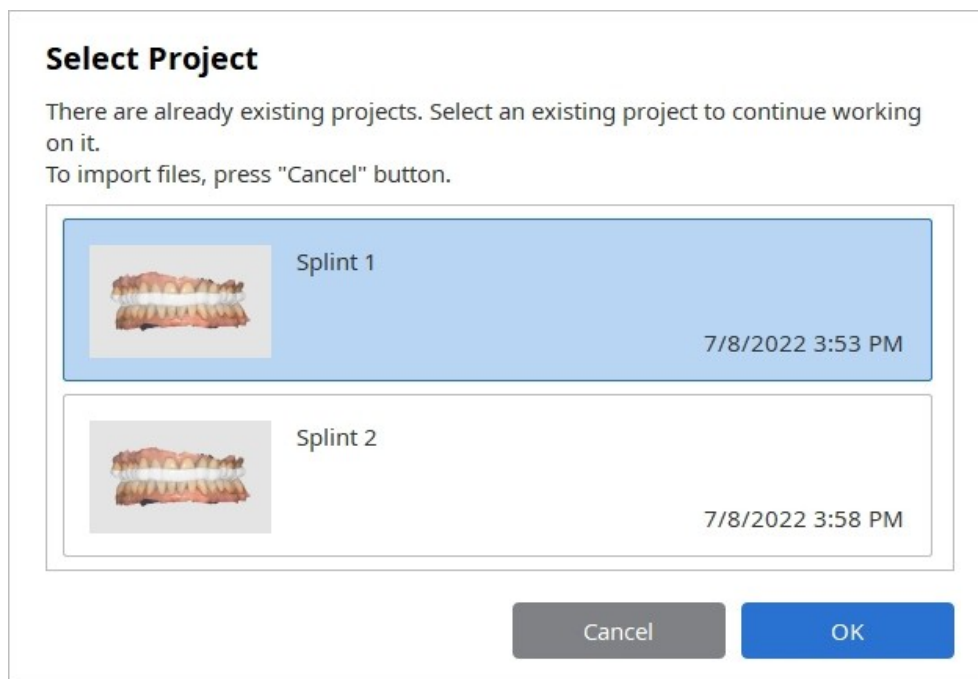 Select Project
There are already existing projects. Select an existing project to continue working
on it.
To import files, press "Cancel" button.
Splint 1
7/8/2022 3:53 PM
Splint 2
7/8/2022 3:58 PM
Cancel
OK